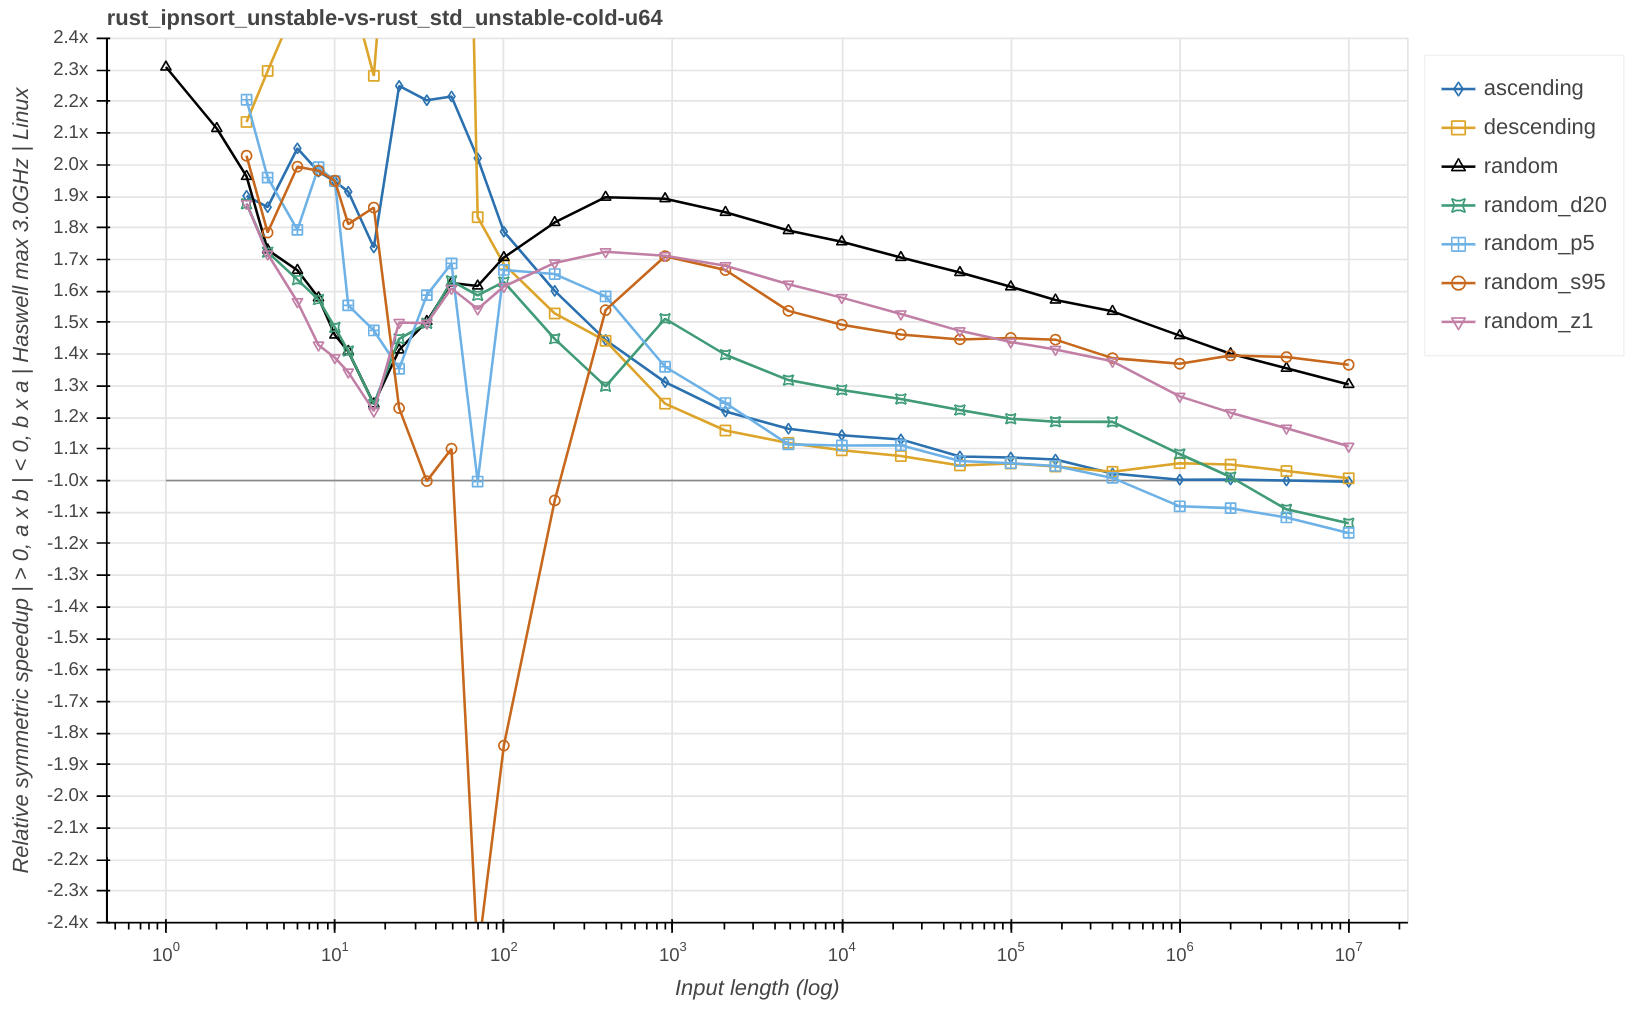 rust_ipnsort_unstable-vs-rust_std_unstable-cold-u64
Relative symmetric speedup | > 0, a x b | < 0, b x a | Haswell max 3.0GHz | Linux
2.4x
2.3x
2.2x
2.1x
2.0x
1.9x
1.8x
1.7x
1.6x
1.5x
1.4x
1.3x
1.2x
1.1x
-1.0x
-1.1x
-1.2x
-1.3x
-1.4x
-1.5x
-1.6x
-1.7x
-1.8x
-1.9x
-2.0x
-2.1x
-2.2x
-2.3x
-2.4x
10⁰ 10¹ 10² 10³ 10⁴ 10⁵ 10⁶ 10⁷
Input length (log)
ascending
descending
random
random_d20
random_p5
random_s95
random_z1